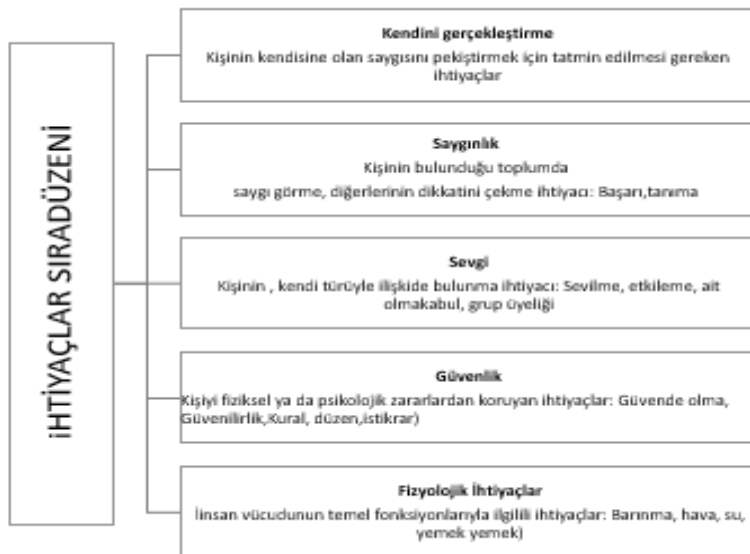 iHTİYAÇLAR SIRADÜZENİ
Kendini gerçekleştirme
Kişinin kendisine olan saygısını pekiştirmek için tatmin edilmesi gereken
ihtiyaçlar
Saygınlık
Kişinin bulunduğu toplumda
saygı görme, diğerlerinin dikkatini çekme ihtiyacı: Başarı,tanıma
Sevgi
Kişinin , kendi türüyle ilişkide bulunma ihtiyacı: Sevilme, etkileme, ait
olmakabul, grup üyeliği
Güvenlik
Kişiyi fiziksel ya da psikolojik zararlardan koruyan ihtiyaçlar: Güvende olma,
Güvenilirlik,Kural, düzen,istikrar)
Fizyolojik İhtiyaçlar
İinsan vücudunun temel fonksiyonlarıyla ilgilili ihtiyaçlar: Barınma, hava, su,
yemek yemek)